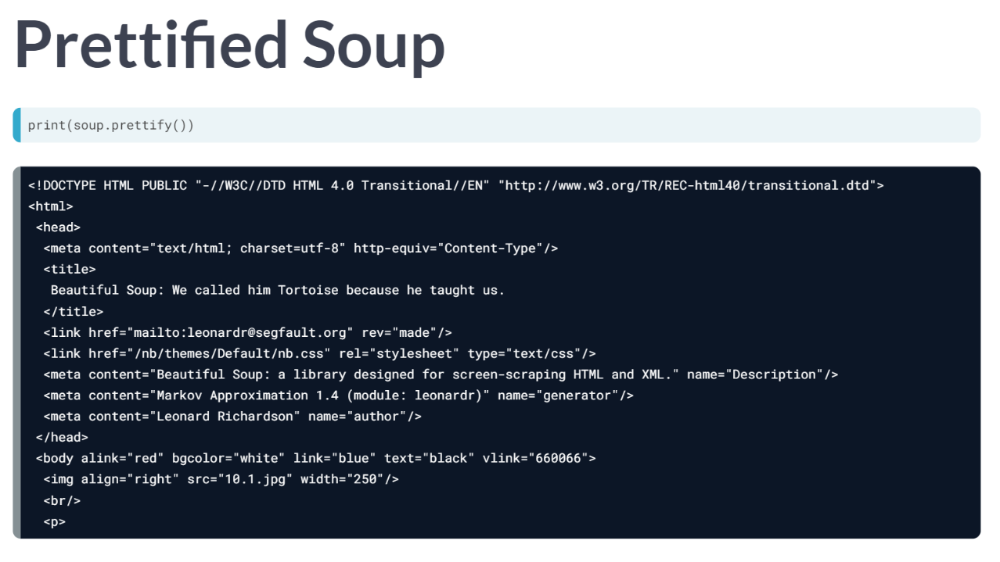 Prettified Soup
print(soup.prettify())
<!DOCTYPE HTML PUBLIC "-//W3C//DTD HTML 4.0 Transitional//EN" "http://www.w3.org/TR/REC-html40/transitional.dtd">
<html>
 <head>
  <meta content="text/html; charset=utf-8" http-equiv="Content-Type"/>
  <title>
   Beautiful Soup: We called him Tortoise because he taught us.
  </title>
  <link href="mailto:leonardr@segfault.org" rev="made"/>
  <link href="/nb/themes/Default/nb.css" rel="stylesheet" type="text/css"/>
  <meta content="Beautiful Soup: a library designed for screen-scraping HTML and XML." name="Description"/>
  <meta content="Markov Approximation 1.4 (module: leonardr)" name="generator"/>
  <meta content="Leonard Richardson" name="author"/>
 </head>
 <body alink="red" bgcolor="white" link="blue" text="black" vlink="660066">
  <img align="right" src="10.1.jpg" width="250"/>
  <br/>
  <p>